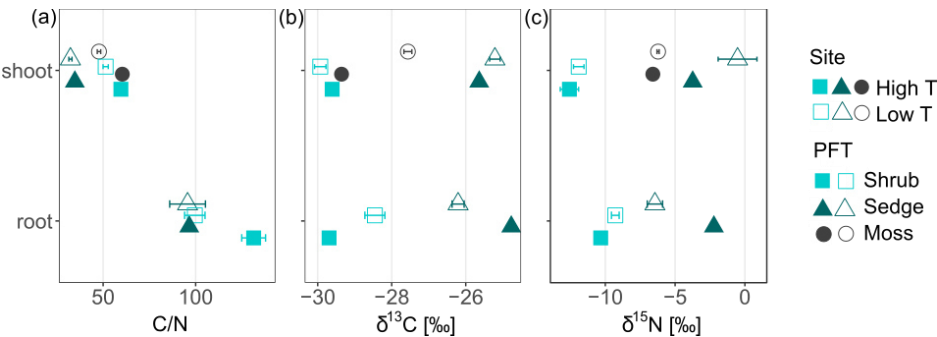 (a) (b) (c)
shoot
root
50 100 −30 −28 −26 −10 −5 0
C/N δ¹³C [‰] δ¹⁵N [‰]
Site
High T
Low T
PFT
Shrub
Sedge
Moss